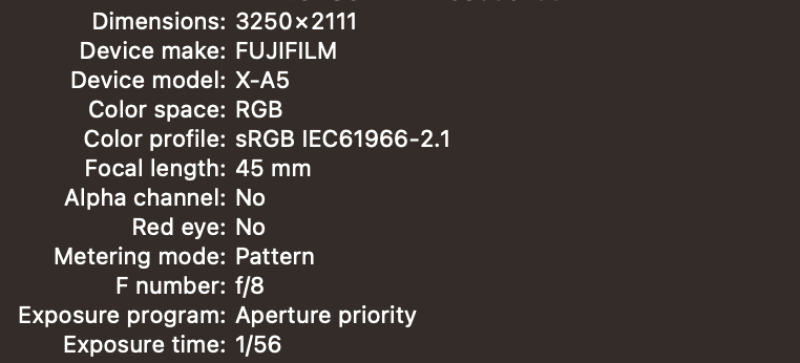 Dimensions: 3250×2111
Device make: FUJIFILM
Device model: X-A5
Color space: RGB
Color profile: sRGB IEC61966-2.1
Focal length: 45 mm
Alpha channel: No
Red eye: No
Metering mode: Pattern
F number: f/8
Exposure program: Aperture priority
Exposure time: 1/56